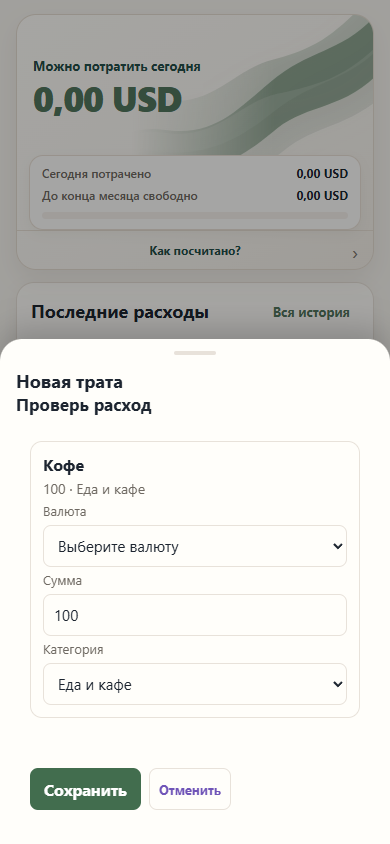 Можно потратить сегодня
0,00 USD
Сегодня потрачено 0,00 USD
До конца месяца свободно 0,00 USD
Как посчитано? ›
Последние расходы Вся история
Новая трата
Проверь расход
Кофе
100 · Еда и кафе
Валюта
Выберите валюту
Сумма
100
Категория
Еда и кафе
Сохранить Отменить